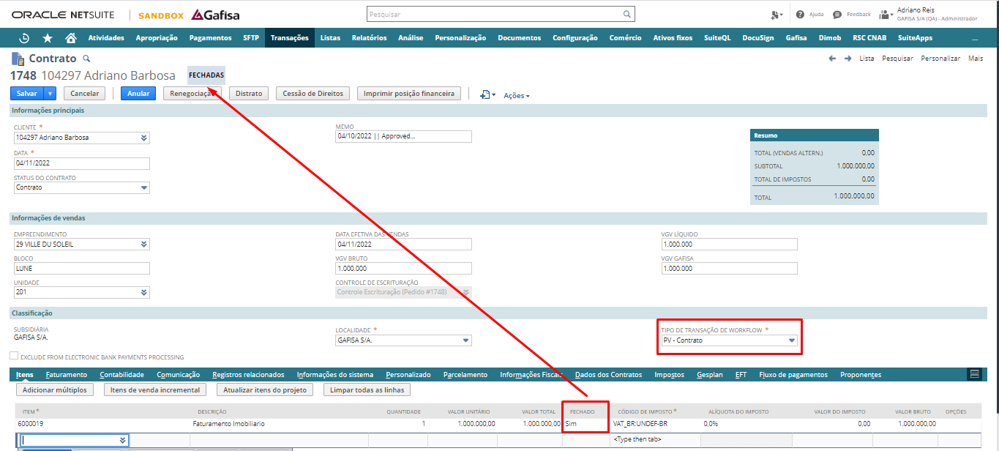 ORACLE NETSUITE SANDBOX Gafisa Pesquisar Ajuda Feedback Adriano Reis
GAFISA S/A (QA) - Administrador
Atividades Apropriação Pagamentos SFTP Transações Listas Relatórios Análise Personalização Documentos Configuração Comércio Ativos fixos SuiteQL DocuSign Gafisa Dimob RSC CNAB SuiteApps ...
Contrato Lista Pesquisar Personalizar Mais
1748 104297 Adriano Barbosa FECHADAS
Salvar Cancelar Anular Renegociação Distrato Cessão de Direitos Imprimir posição financeira Ações
Informações principais
CLIENTE *
104297 Adriano Barbosa
DATA *
04/11/2022
STATUS DO CONTRATO
Contrato
MEMO
04/10/2022 || Approved...
Resumo
TOTAL (VENDAS ALTERN.) 0,00
SUBTOTAL 1.000.000,00
TOTAL DE IMPOSTOS 0,00
TOTAL 1.000.000,00
Informações de vendas
EMPREENDIMENTO
29 VILLE DU SOLEIL
BLOCO
LUNE
UNIDADE
201
DATA EFETIVA DAS VENDAS
04/11/2022
VGV BRUTO
1.000.000
CONTROLE DE ESCRITURAÇÃO
Controle Escrituração (Pedido #1748)
VGV LÍQUIDO
1.000.000
VGV GAFISA
1.000.000
Classificação
SUBSIDIÁRIA
GAFISA S/A.
LOCALIDADE *
GAFISA S/A.
TIPO DE TRANSAÇÃO DE WORKFLOW *
PV - Contrato
EXCLUDE FROM ELECTRONIC BANK PAYMENTS PROCESSING
Itens Faturamento Contabilidade Comunicação Registros relacionados Informações do sistema Personalizado Parcelamento Informações Fiscais Dados dos Contratos Impostos Gesplan EFT Fluxo de pagamentos Proponentes
Adicionar múltiplos Itens de venda incremental Atualizar itens do projeto Limpar todas as linhas
ITEM * DESCRIÇÃO QUANTIDADE VALOR UNITÁRIO VALOR TOTAL FECHADO CÓDIGO DE IMPOSTO * ALÍQUOTA DO IMPOSTO VALOR DO IMPOSTO VALOR BRUTO OPÇÕES
6000019 Faturamento Imobiliario 1 1.000.000,00 1.000.000,00 Sim VAT_BR:UNDEF-BR 0,0% 0,00 1.000.000,00
<Type then tab>